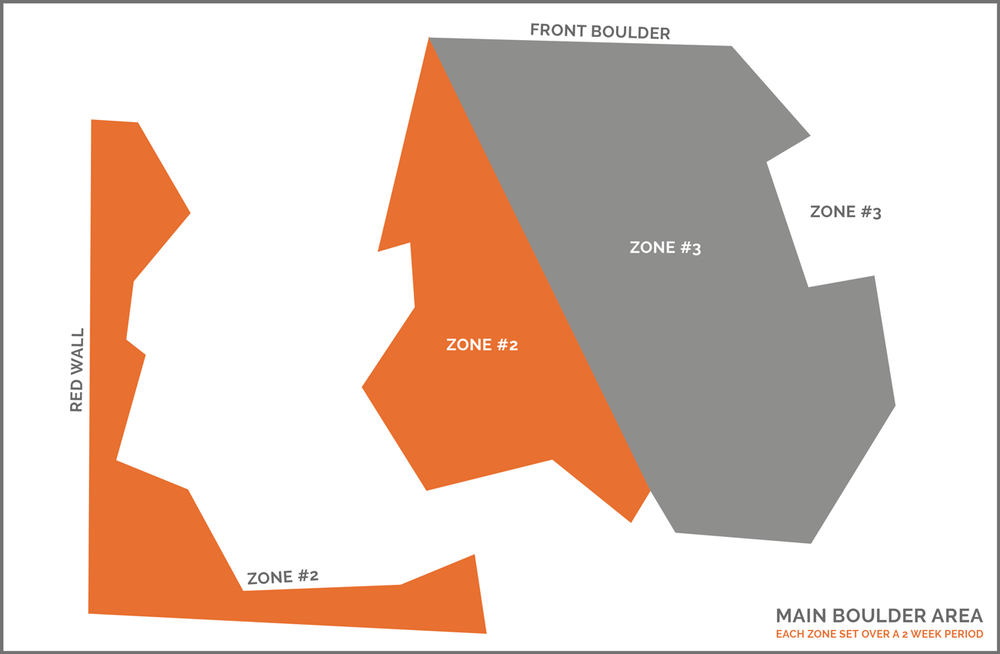 FRONT BOULDER
ZONE #3
ZONE #3
ZONE #2
RED WALL
ZONE #2
MAIN BOULDER AREA
EACH ZONE SET OVER A 2 WEEK PERIOD